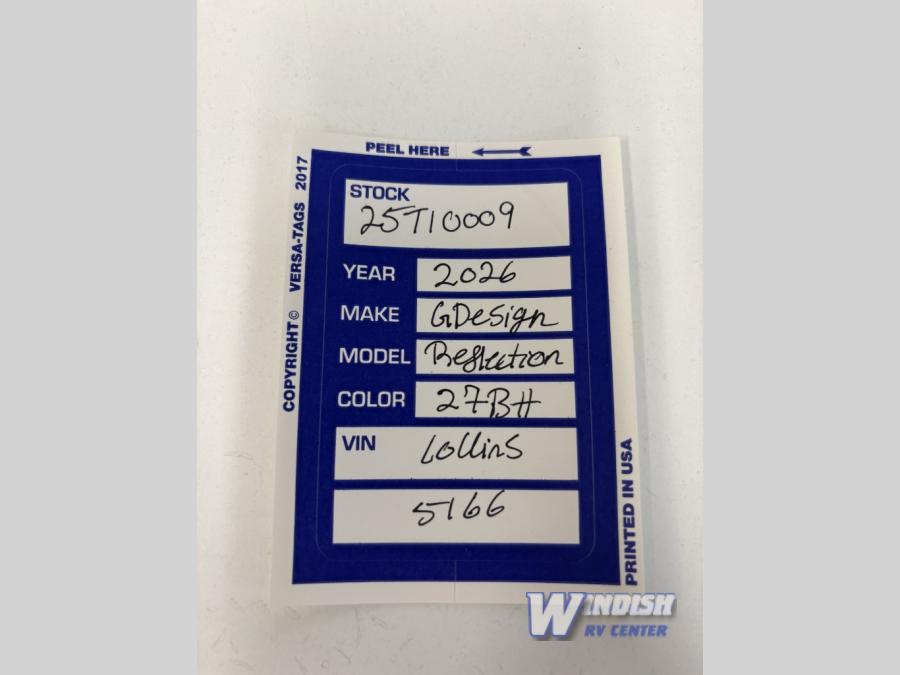 PEEL HERE
COPYRIGHT© VERSA-TAGS 2017
STOCK
25T10009
YEAR 2026
MAKE GDesign
MODEL Reflection
COLOR 27BH
VIN Lollins
5166
PRINTED IN USA
WINDISH
RV CENTER